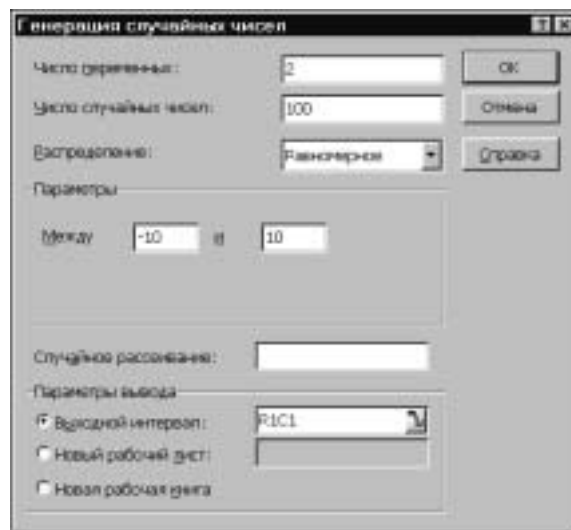 Генерация случайных чисел
Число переменных: 2 ОК
Число случайных чисел: 100 Отмена
Распределение: Равномерное Справка
Параметры
Между -10 и 10
Случайное рассеивание:
Параметры вывода
Выходной интервал: R1C1
Новый рабочий лист:
Новая рабочая книга